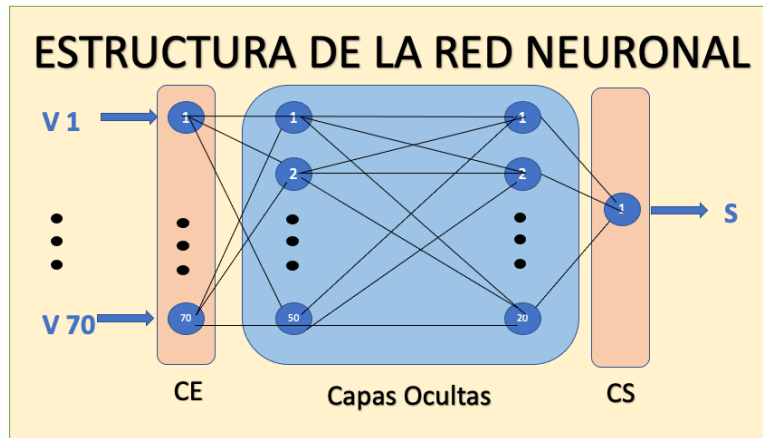 ESTRUCTURA DE LA RED NEURONAL
V 1
1
1
1
2
2
1
S
V 70
70
50
20
CE
Capas Ocultas
CS